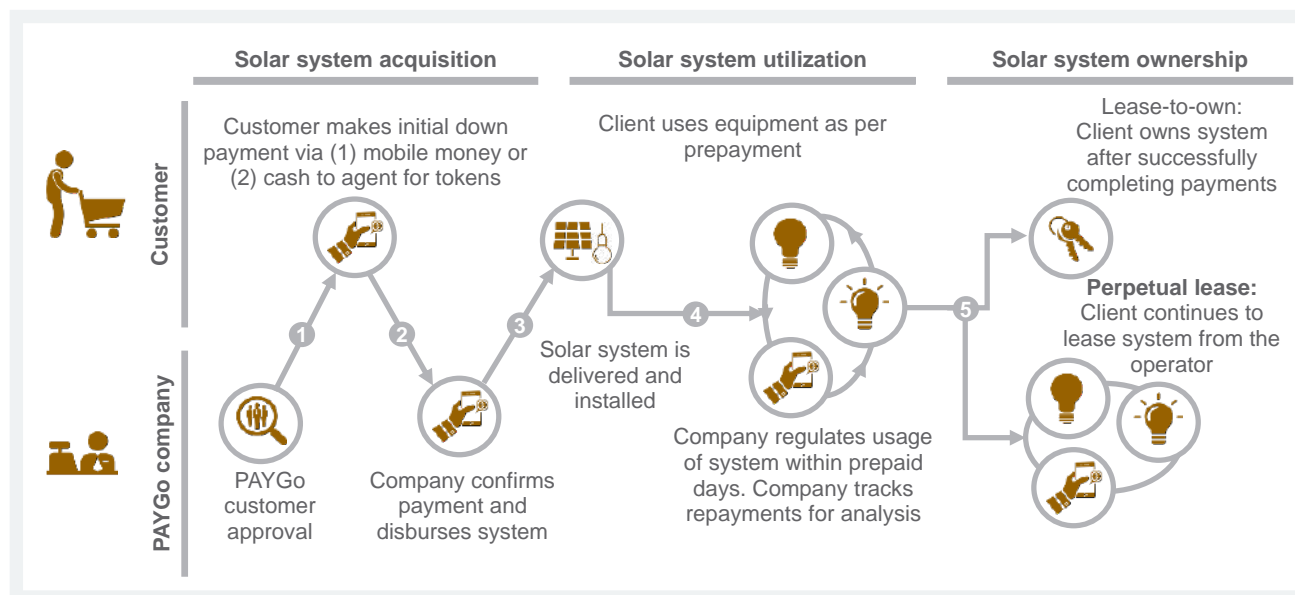 Solar system acquisition
Solar system utilization
Solar system ownership
Customer
Customer makes initial down
payment via (1) mobile money or
(2) cash to agent for tokens
Client uses equipment as per
prepayment
Lease-to-own:
Client owns system
after successfully
completing payments
1
2
3
4
5
Solar system is
delivered and
installed
Perpetual lease:
Client continues to
lease system from the
operator
PAYGo company
PAYGo
customer
approval
Company confirms
payment and
disburses system
Company regulates usage
of system within prepaid
days. Company tracks
repayments for analysis